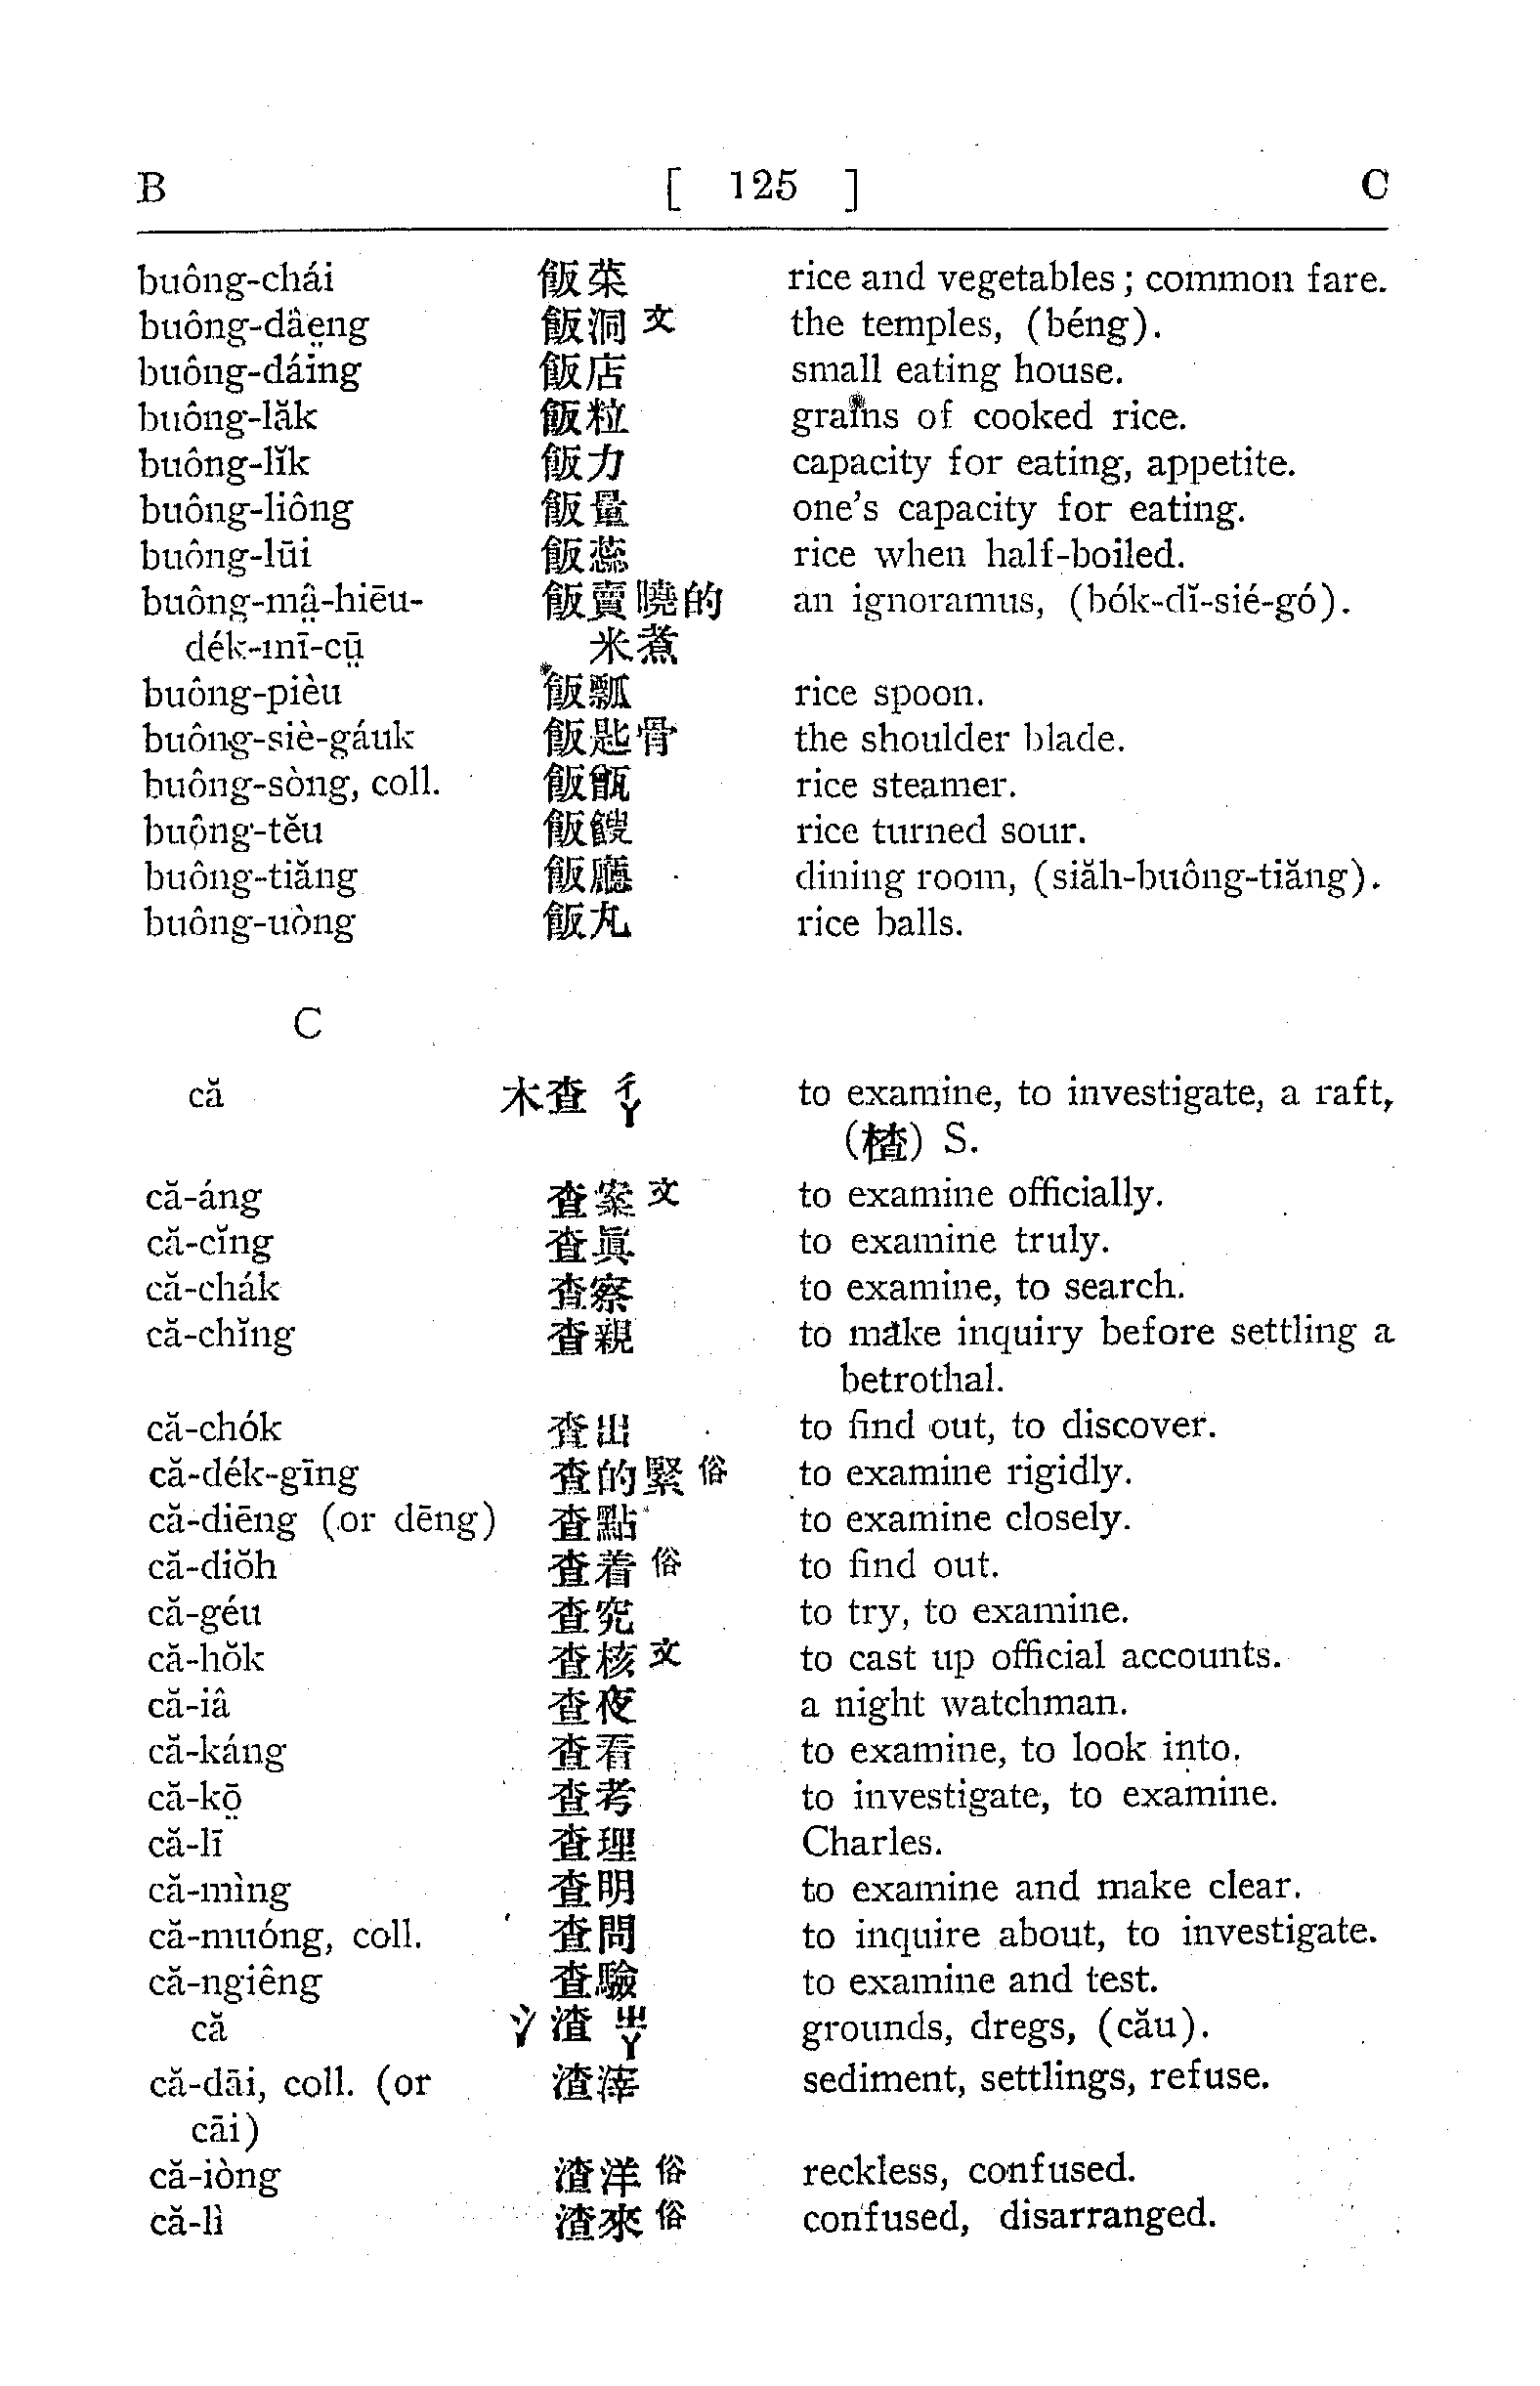 B [ 125 ] C
buông-chái 飯菜 rice and vegetables; common fare.
buông-dâe̤ng 飯洞 文 the temples, (béng).
buông-dáing 飯店 small eating house.
buông-lăk 飯粒 grains of cooked rice.
buông-lĭk 飯力 capacity for eating, appetite.
buông-liông 飯量 one's capacity for eating.
buông-lūi 飯蕊 rice when half-boiled.
buông-mâ̤-hiēu- 飯賣曉的 an ignoramus, (bók-dĭ-sié-gó).
dék-mī-cṳ̄ 米煮
buông-pièu 飯瓢 rice spoon.
buông-siè-gáuk 飯匙骨 the shoulder blade.
buông-sòng, coll. 飯甑 rice steamer.
buông-tĕu 飯餿 rice turned sour.
buông-tiăng 飯廳 dining room, (siăh-buông-tiăng).
buông-uòng 飯丸 rice balls.
C
că 木查 ㄔㄚ to examine, to investigate, a raft,
(楂) S.
că-áng 查案 文 to examine officially.
că-cĭng 查眞 to examine truly.
că-chák 查察 to examine, to search.
că-chĭng 查親 to make inquiry before settling a
betrothal.
că-chók 查出 to find out, to discover.
că-dék-gīng 查的緊 俗 to examine rigidly.
că-diēng (or dēng) 查點 to examine closely.
că-diŏh 查着 俗 to find out.
că-géu 查究 to try, to examine.
că-hŏk 查核 文 to cast up official accounts.
că-iâ 查夜 a night watchman.
că-káng 查看 to examine, to look into.
că-kō̤ 查考 to investigate, to examine.
că-lī 查理 Charles.
că-mìng 查明 to examine and make clear.
că-muóng, coll. 查問 to inquire about, to investigate.
că-ngiêng 查驗 to examine and test.
că 氵渣 ㄓㄚ grounds, dregs, (cău).
că-dāi, coll. (or 渣滓 sediment, settlings, refuse.
cāi)
că-iòng 渣洋 俗 reckless, confused.
că-lì 渣來 俗 confused, disarranged.